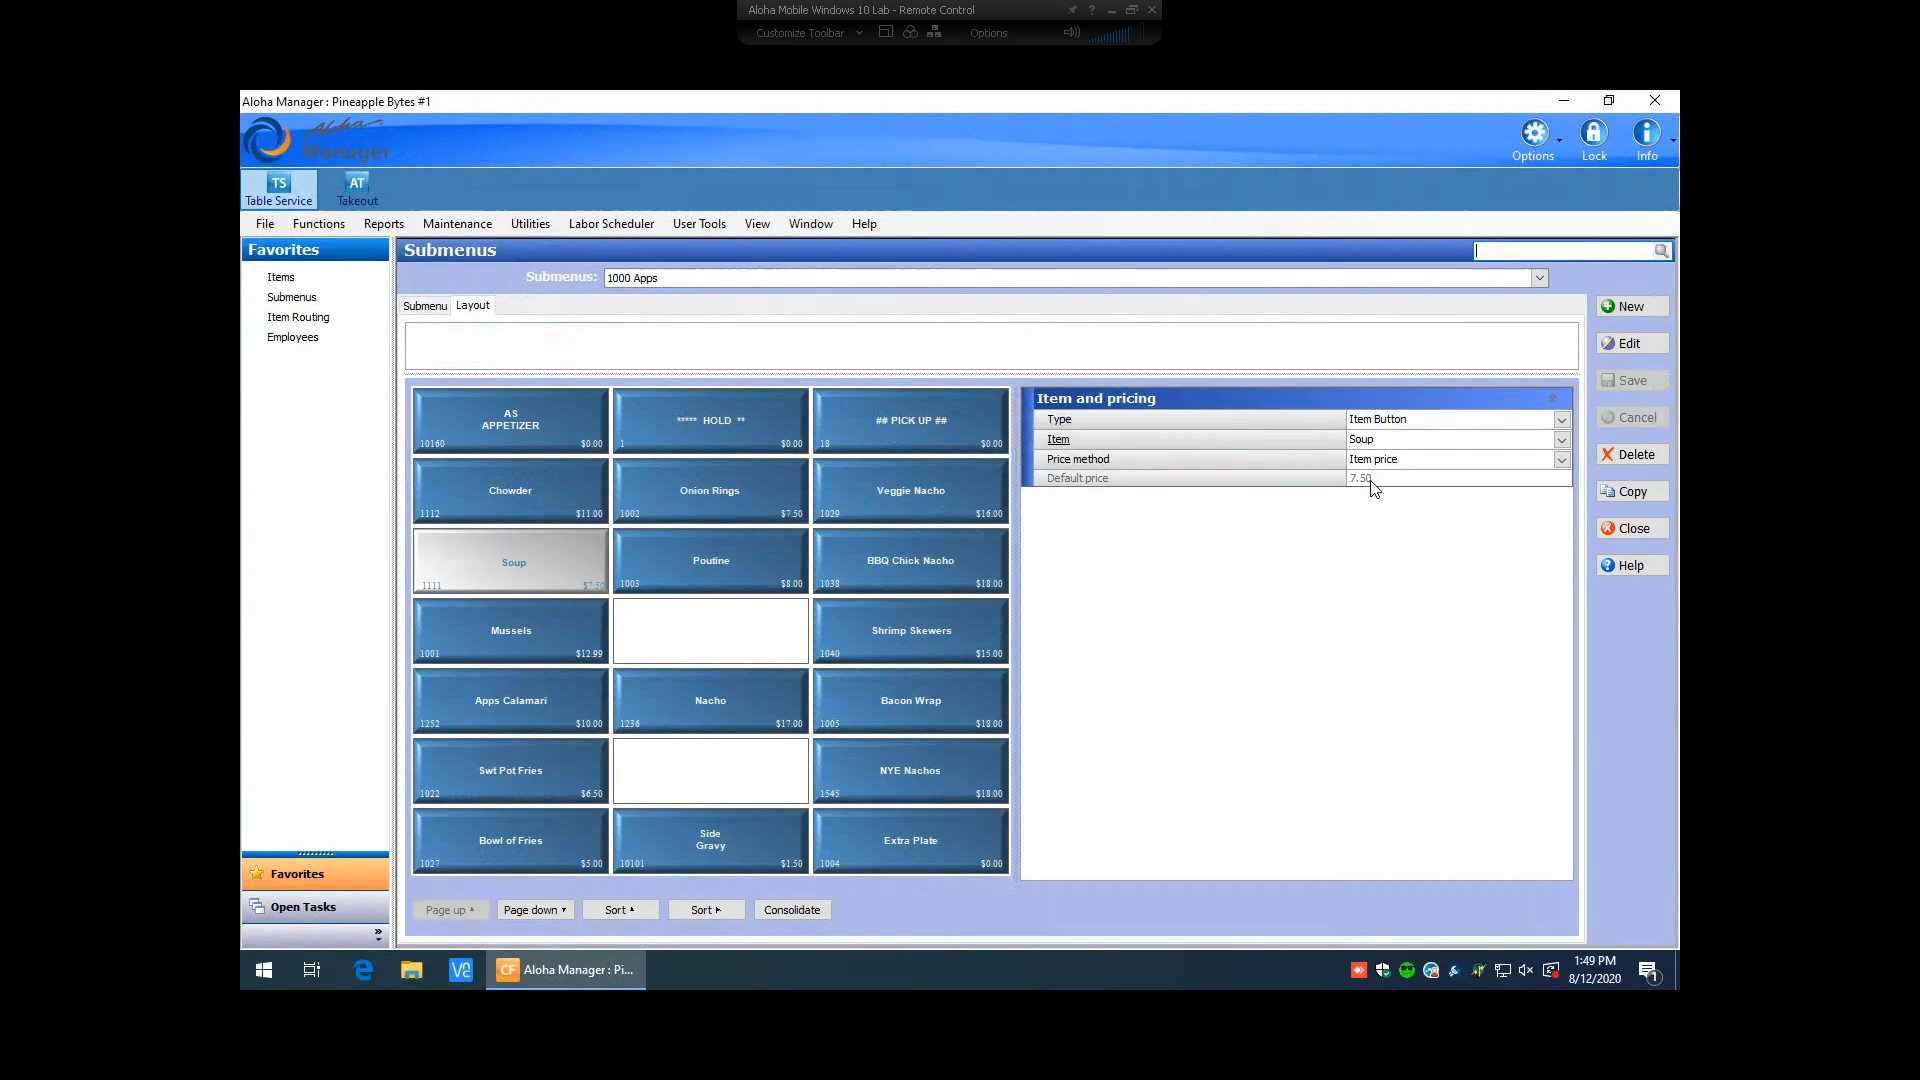 Aloha Mobile Windows 10 Lab - Remote Control
Customize Toolbar
Options
Aloha Manager : Pineapple Bytes #1
Aloha
Manager
Options
Lock
Info
TS
Table Service
AT
Takeout
File Functions Reports Maintenance Utilities Labor Scheduler User Tools View Window Help
Favorites
Items
Submenus
Item Routing
Employees
Favorites
Open Tasks
Submenus
Submenus: 1000 Apps
Submenu Layout
AS
APPETIZER
10160 $0.00
***** HOLD **
1 $0.00
## PICK UP ##
18 $0.00
Chowder
1112 $11.00
Onion Rings
1002 $7.50
Veggie Nacho
1029 $16.00
Soup
1111 $7.50
Poutine
1003 $8.00
BBQ Chick Nacho
1038 $18.00
Mussels
1001 $12.99
Shrimp Skewers
1040 $15.00
Apps Calamari
1252 $10.00
Nacho
1236 $17.00
Bacon Wrap
1005 $18.00
Swt Pot Fries
1022 $6.50
NYE Nachos
1545 $18.00
Bowl of Fries
1027 $5.00
Side
Gravy
10101 $1.50
Extra Plate
1004 $0.00
Page up
Page down
Sort
Sort
Consolidate
Item and pricing
Type Item Button
Item Soup
Price method Item price
Default price 7.50
New
Edit
Save
Cancel
Delete
Copy
Close
Help
CF Aloha Manager : Pi...
1:49 PM
8/12/2020
1